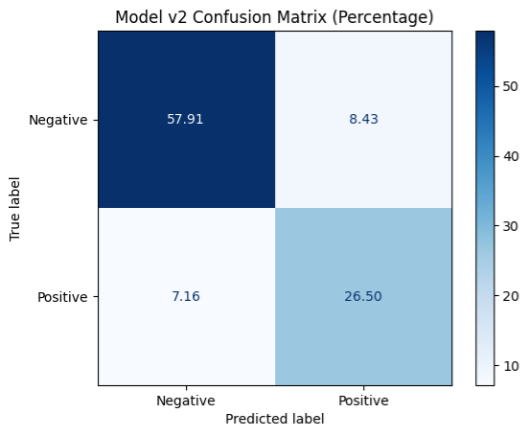 Model v2 Confusion Matrix (Percentage)
True label
Negative
57.91
8.43
Positive
7.16
26.50
Negative
Positive
Predicted label
50
40
30
20
10